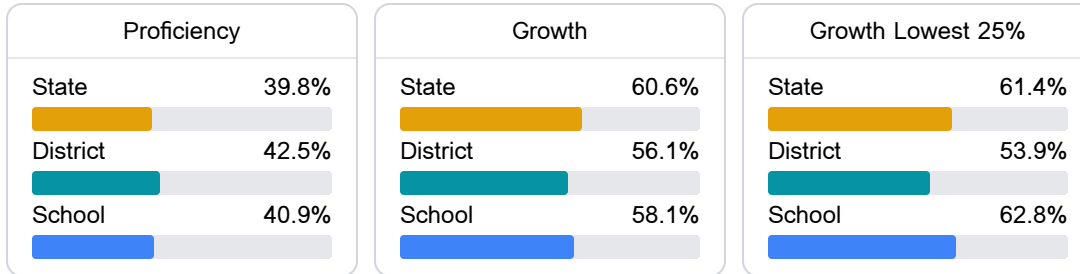 Proficiency
State 39.8%
District 42.5%
School 40.9%
Growth
State 60.6%
District 56.1%
School 58.1%
Growth Lowest 25%
State 61.4%
District 53.9%
School 62.8%